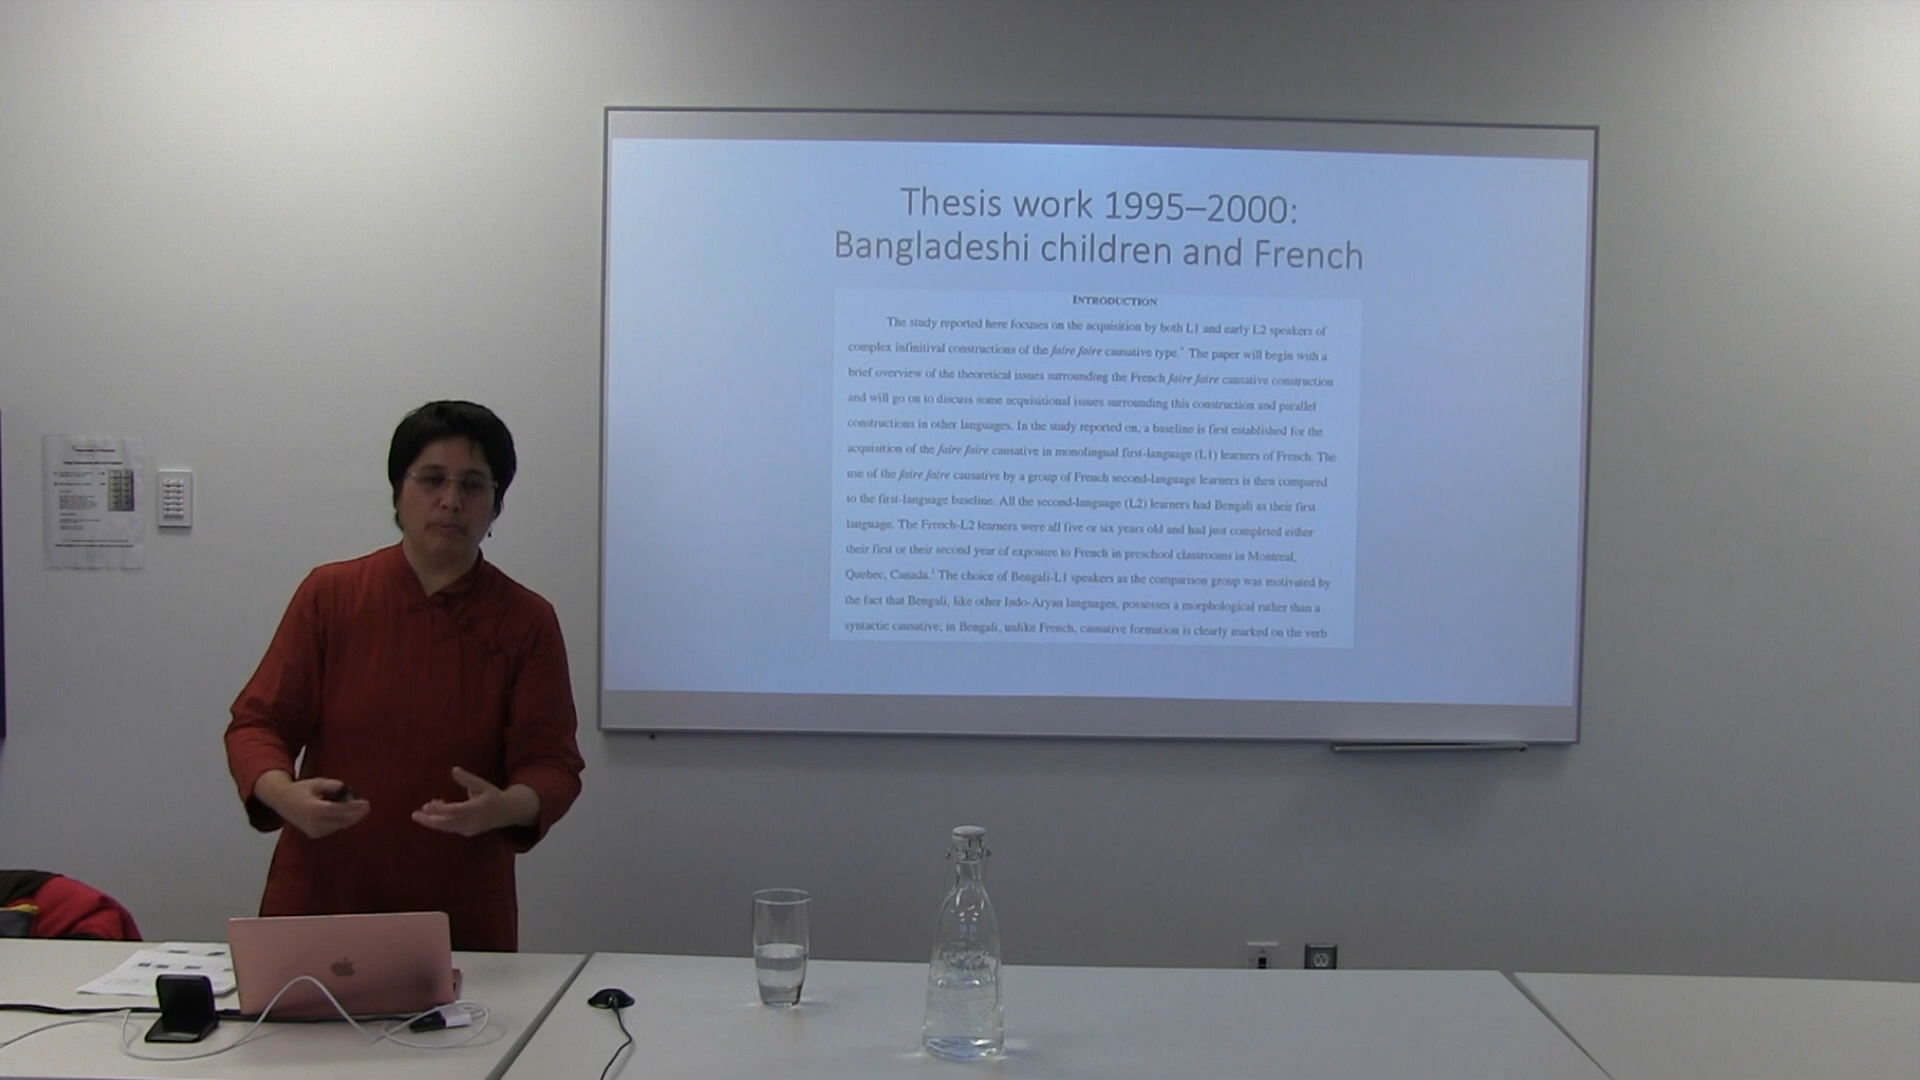 Thesis work 1995–2000:
Bangladeshi children and French
INTRODUCTION
The study reported here focuses on the acquisition by both L1 and early L2 speakers of
complex infinitival constructions of the faire faire causative type.* The paper will begin with a
brief overview of the theoretical issues surrounding the French faire faire causative construction
and will go on to discuss some acquisitional issues surrounding this construction and parallel
constructions in other languages. In the study reported on, a baseline is first established for the
acquisition of the faire faire causative in monolingual first-language (L1) learners of French. The
use of the faire faire causative by a group of French second-language learners is then compared
to the first-language baseline. All the second-language (L2) learners had Bengali as their first
language. The French-L2 learners were all five or six years old and had just completed either
their first or their second year of exposure to French in preschool classrooms in Montreal,
Quebec, Canada.¹ The choice of Bengali-L1 speakers as the comparison group was motivated by
the fact that Bengali, like other Indo-Aryan languages, possesses a morphological rather than a
syntactic causative; in Bengali, unlike French, causative formation is clearly marked on the verb